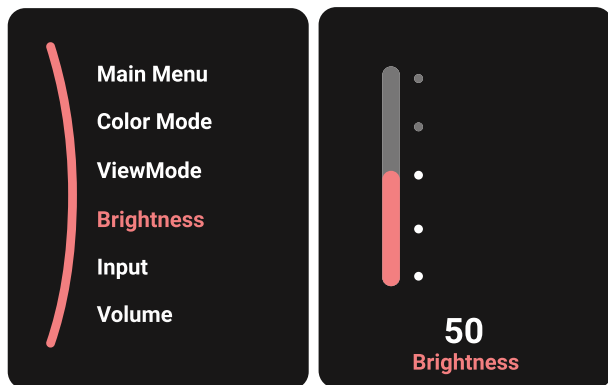 Main Menu
Color Mode
ViewMode
Brightness
Input
Volume
50
Brightness